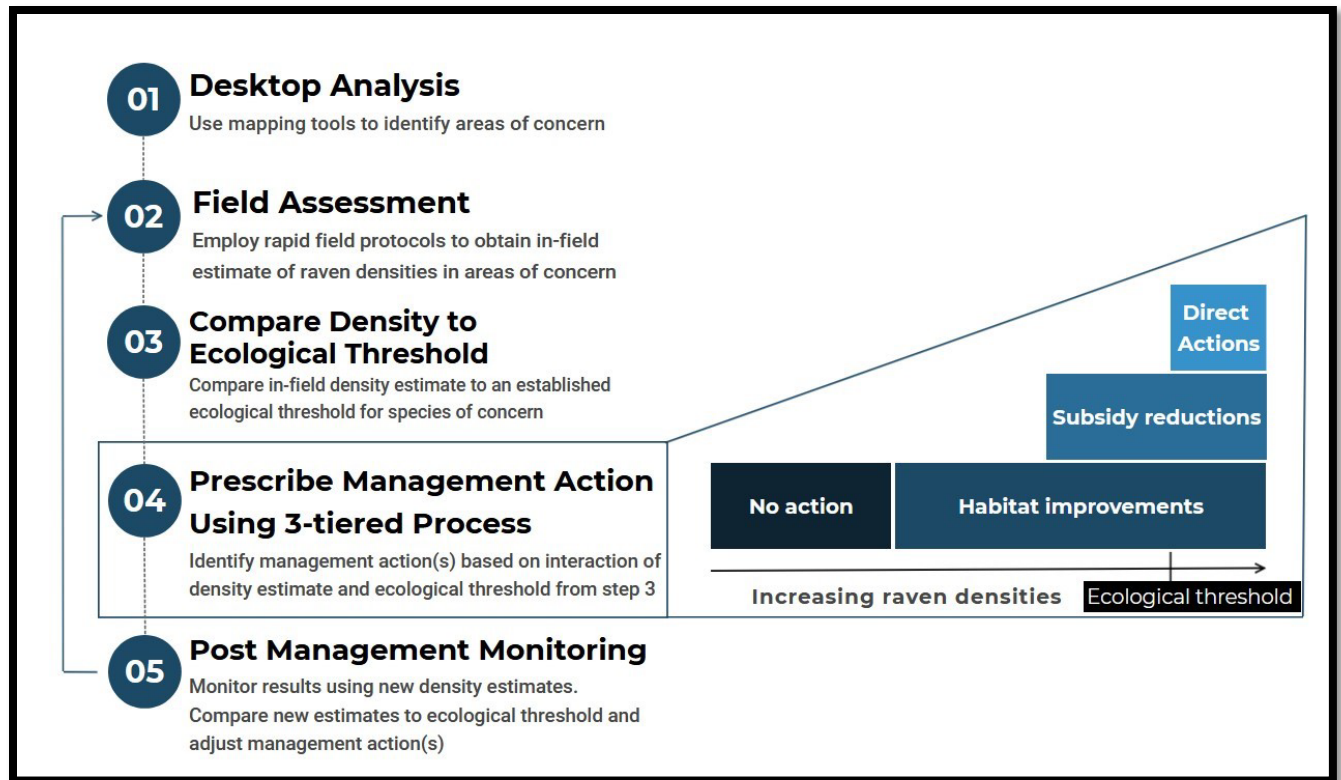 01
Desktop Analysis
Use mapping tools to identify areas of concern
02
Field Assessment
Employ rapid field protocols to obtain in-field
estimate of raven densities in areas of concern
03
Compare Density to
Ecological Threshold
Compare in-field density estimate to an established
ecological threshold for species of concern
04
Prescribe Management Action
Using 3-tiered Process
Identify management action(s) based on interaction of
density estimate and ecological threshold from step 3
05
Post Management Monitoring
Monitor results using new density estimates.
Compare new estimates to ecological threshold and
adjust management action(s)
Direct
Actions
Subsidy reductions
No action
Habitat improvements
Increasing raven densities
Ecological threshold